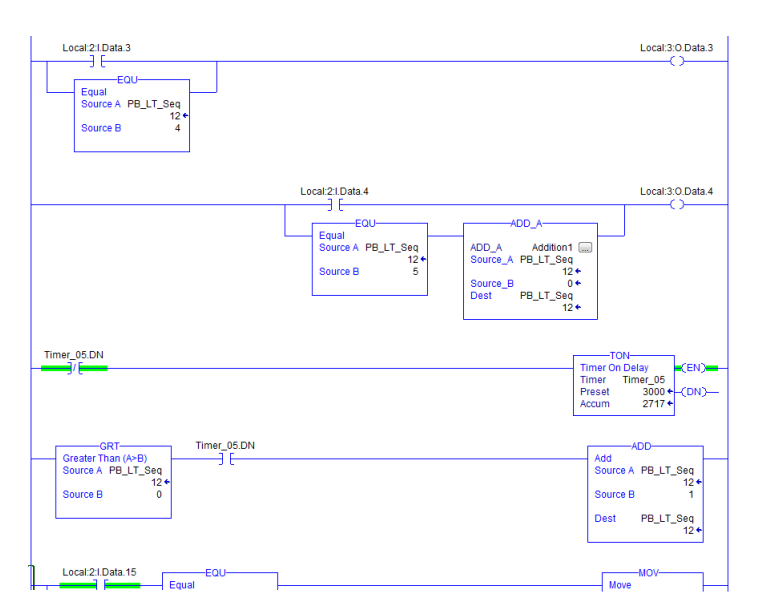 Local:2:I.Data.3 Local:3:O.Data.3
EQU
Equal
Source A PB_LT_Seq
12
Source B 4
Local:2:I.Data.4 Local:3:O.Data.4
EQU
Equal
Source A PB_LT_Seq
12
Source B 5
ADD_A
ADD_A Addition1 ...
Source_A PB_LT_Seq
12
Source_B 0
Dest PB_LT_Seq
12
Timer_05.DN
TON
Timer On Delay
Timer Timer_05
Preset 3000
Accum 2717
EN
DN
GRT
Greater Than (A>B)
Source A PB_LT_Seq
12
Source B 0
Timer_05.DN
ADD
Add
Source A PB_LT_Seq
12
Source B 1
Dest PB_LT_Seq
12
Local:2:I.Data.15
EQU
Equal
MOV
Move